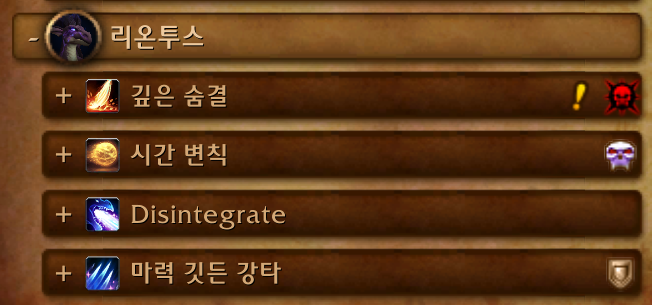 리온투스
깊은 숨결
시간 변칙
Disintegrate
마력 깃든 강타